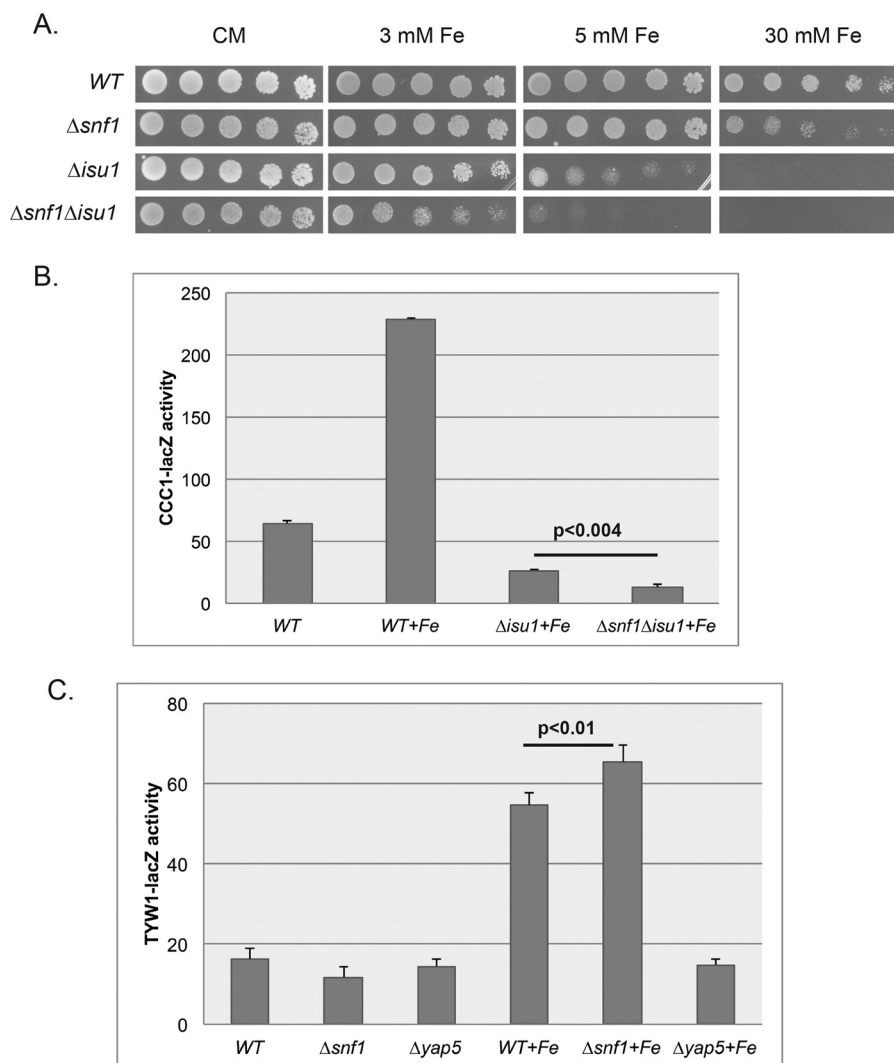 A.
CM 3 mM Fe 5 mM Fe 30 mM Fe
WT
Δsnf1
Δisu1
Δsnf1Δisu1
B.
CCC1-lacZ activity
250
200
150
100
50
0
p<0.004
WT WT+Fe Δisu1+Fe Δsnf1Δisu1+Fe
C.
TYW1-lacZ activity
80
60
40
20
0
p<0.01
WT Δsnf1 Δyap5 WT+Fe Δsnf1+Fe Δyap5+Fe